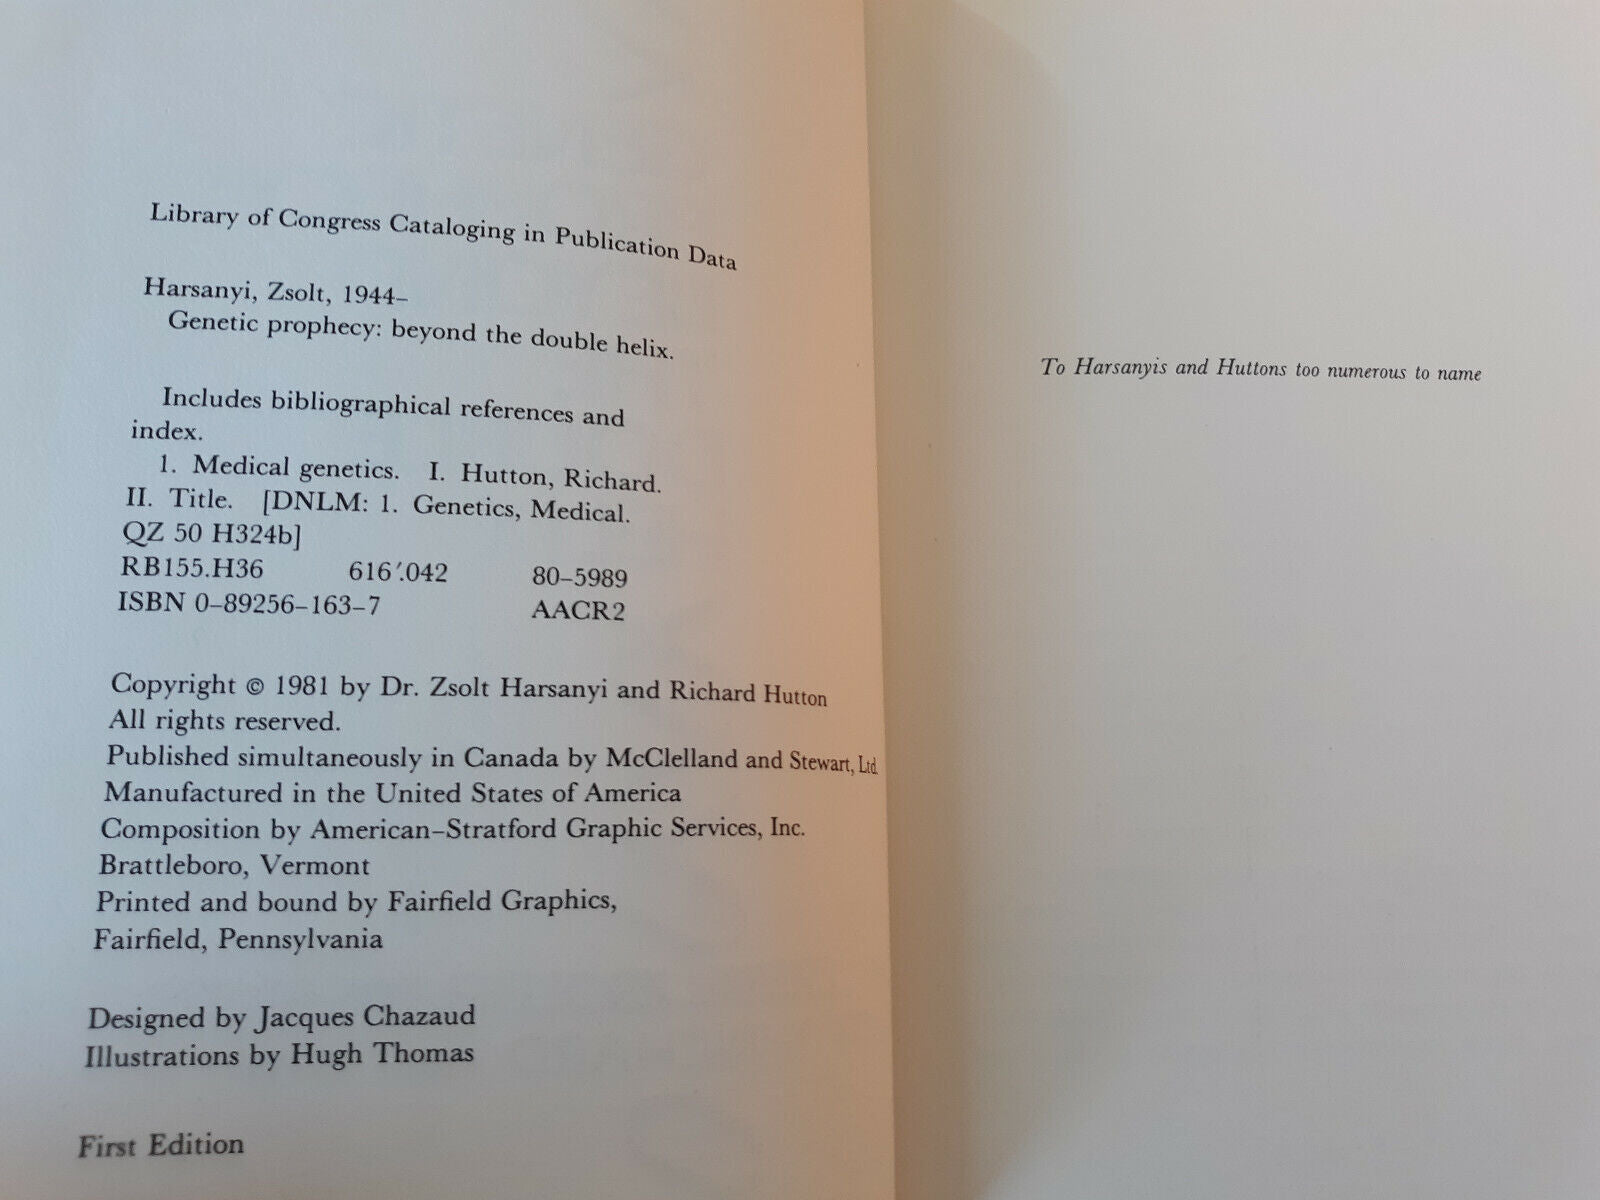 Library of Congress Cataloging in Publication Data
Harsanyi, Zsolt, 1944–
Genetic prophecy: beyond the double helix.
Includes bibliographical references and
index.
1. Medical genetics. I. Hutton, Richard.
II. Title. [DNLM: 1. Genetics, Medical.
QZ 50 H324b]
RB155.H36 616′.042 80–5989
ISBN 0–89256–163–7 AACR2
Copyright © 1981 by Dr. Zsolt Harsanyi and Richard Hutton
All rights reserved.
Published simultaneously in Canada by McClelland and Stewart, Ltd.
Manufactured in the United States of America
Composition by American–Stratford Graphic Services, Inc.
Brattleboro, Vermont
Printed and bound by Fairfield Graphics,
Fairfield, Pennsylvania
Designed by Jacques Chazaud
Illustrations by Hugh Thomas
First Edition
To Harsanyis and Huttons too numerous to name